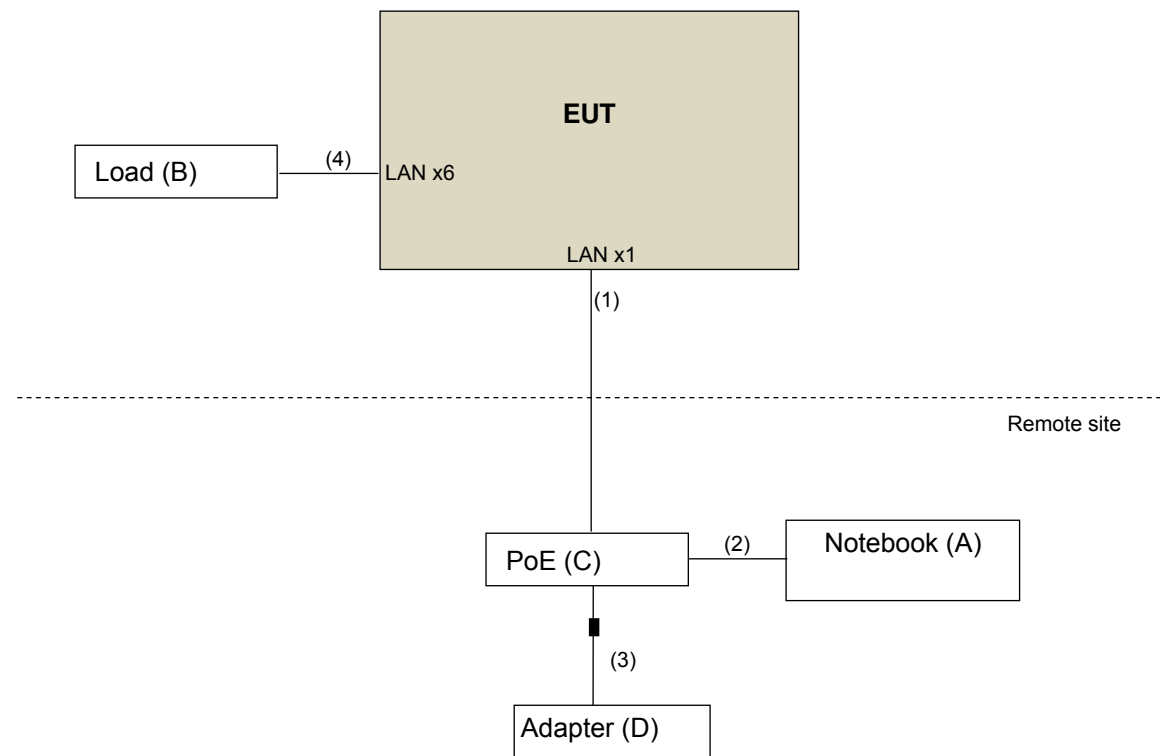 EUT
(4)
Load (B)
LAN x6
LAN x1
(1)
Remote site
(2)
Notebook (A)
PoE (C)
(3)
Adapter (D)